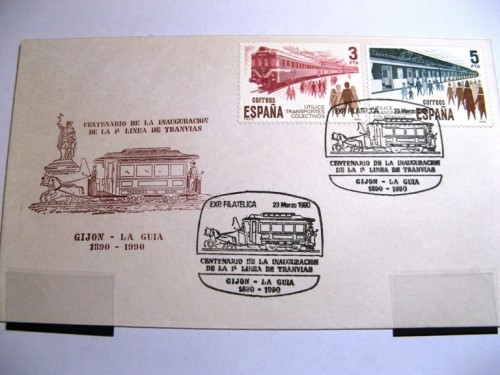 3
PTA
correos
ESPAÑA
UTILICE
TRANSPORTES
COLECTIVOS
5
PTA
UTILICE
correos
ESPAÑA
CENTENARIO DE LA INAUGURACION
DE LA 1ª LINEA DE TRANVIAS
GIJON - LA GUIA
1890 - 1990
EXP. FILATELICA 23 Marzo 1990
CENTENARIO DE LA INAUGURACION
DE LA 1ª LINEA DE TRANVIAS
GIJON - LA GUIA
1890 - 1990
EXP. FILATELICA 23 Marzo 1990
CENTENARIO DE LA INAUGURACION
DE LA 1ª LINEA DE TRANVIAS
GIJON - LA GUIA
1890 - 1990